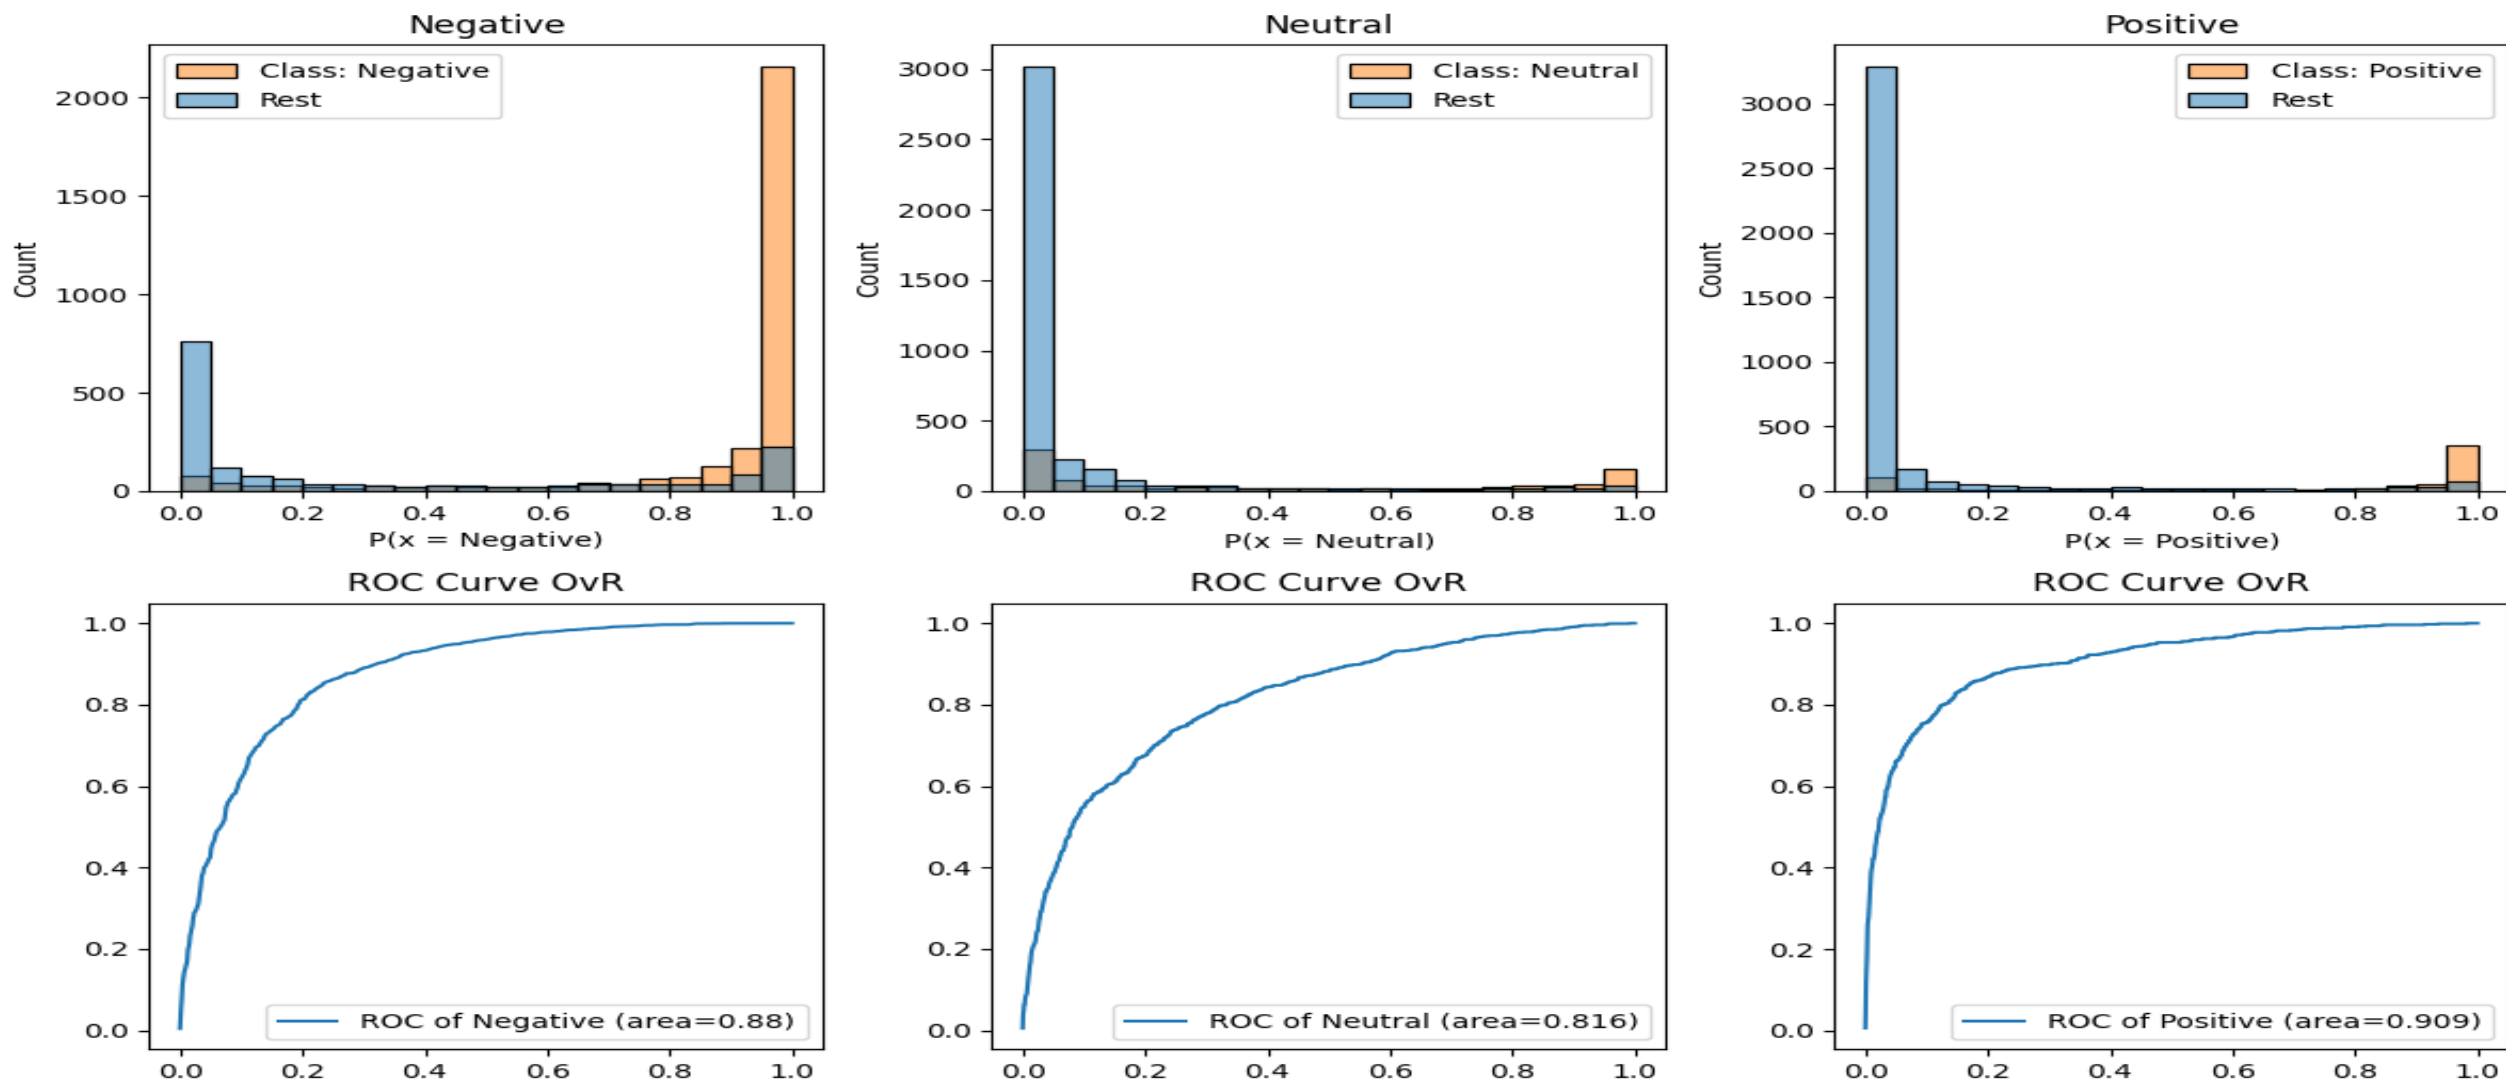 Negative
Class: Negative
Rest
Count
2000
1500
1000
500
0
0.0 0.2 0.4 0.6 0.8 1.0
P(x = Negative)
Neutral
Class: Neutral
Rest
Count
3000
2500
2000
1500
1000
500
0
0.0 0.2 0.4 0.6 0.8 1.0
P(x = Neutral)
Positive
Class: Positive
Rest
Count
3000
2500
2000
1500
1000
500
0
0.0 0.2 0.4 0.6 0.8 1.0
P(x = Positive)
ROC Curve OvR
1.0
0.8
0.6
0.4
0.2
0.0
ROC of Negative (area=0.88)
0.0 0.2 0.4 0.6 0.8 1.0
ROC Curve OvR
1.0
0.8
0.6
0.4
0.2
0.0
ROC of Neutral (area=0.816)
0.0 0.2 0.4 0.6 0.8 1.0
ROC Curve OvR
1.0
0.8
0.6
0.4
0.2
0.0
ROC of Positive (area=0.909)
0.0 0.2 0.4 0.6 0.8 1.0